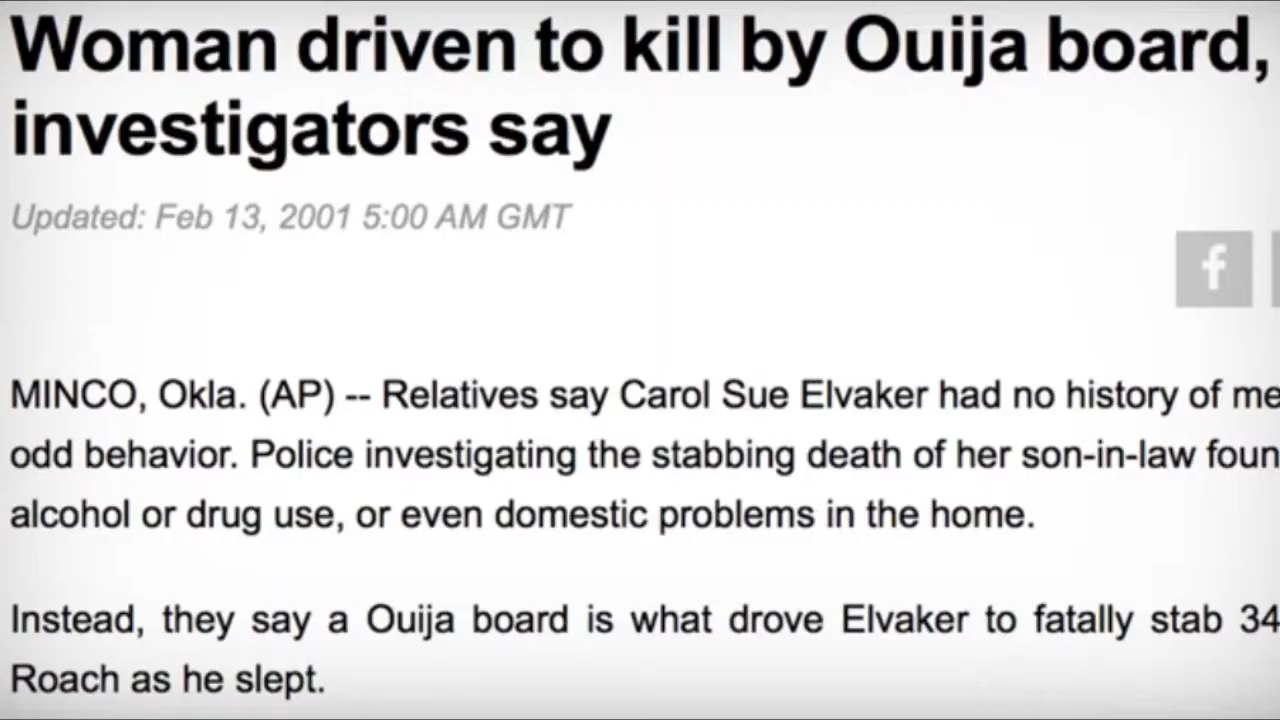 Woman driven to kill by Ouija board,
investigators say
Updated: Feb 13, 2001 5:00 AM GMT
f
MINCO, Okla. (AP) -- Relatives say Carol Sue Elvaker had no history of me
odd behavior. Police investigating the stabbing death of her son-in-law foun
alcohol or drug use, or even domestic problems in the home.
Instead, they say a Ouija board is what drove Elvaker to fatally stab 34
Roach as he slept.